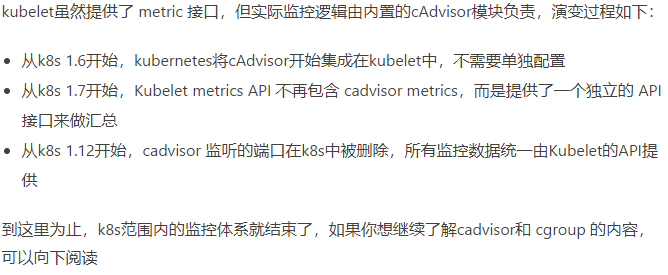 kubelet虽然提供了 metric 接口，但实际监控逻辑由内置的cAdvisor模块负责，演变过程如下：
• 从k8s 1.6开始，kubernetes将cAdvisor开始集成在kubelet中，不需要单独配置
• 从k8s 1.7开始，Kubelet metrics API 不再包含 cadvisor metrics，而是提供了一个独立的 API
接口来做汇总
• 从k8s 1.12开始，cadvisor 监听的端口在k8s中被删除，所有监控数据统一由Kubelet的API提
供
到这里为止，k8s范围内的监控体系就结束了，如果你想继续了解cadvisor和 cgroup 的内容，
可以向下阅读